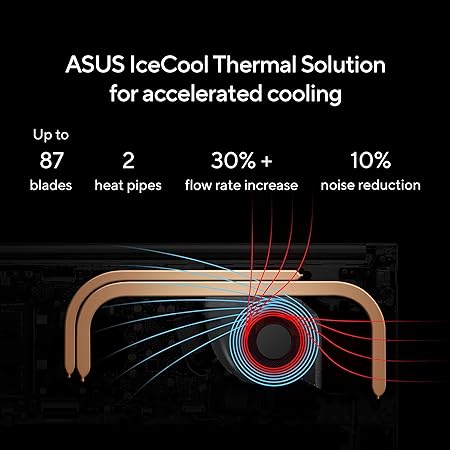 ASUS IceCool Thermal Solution
for accelerated cooling
Up to
87
blades
2
heat pipes
30% +
flow rate increase
10%
noise reduction